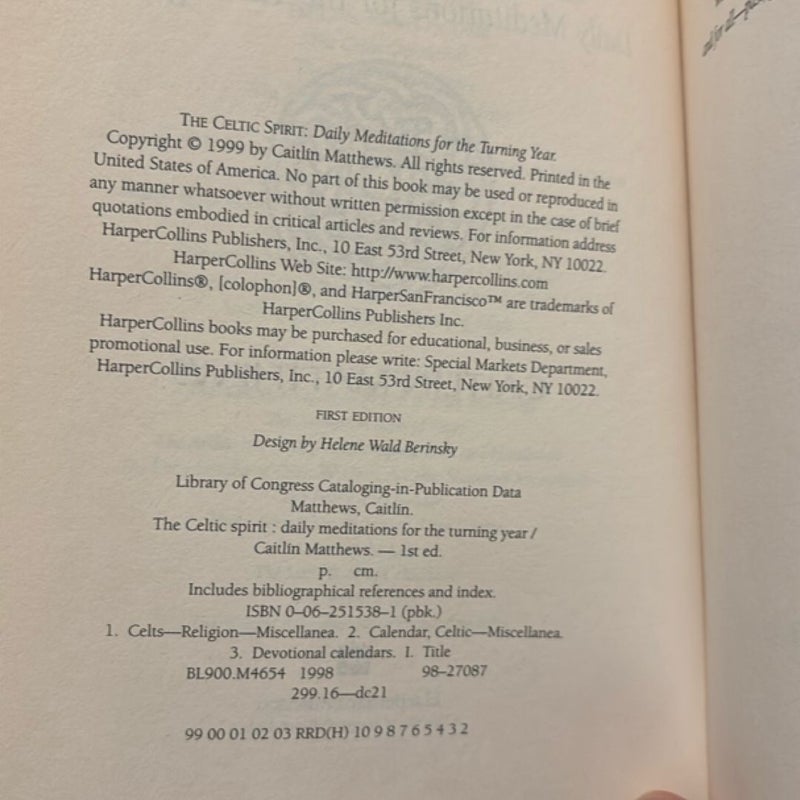 THE CELTIC SPIRIT: Daily Meditations for the Turning Year.
Copyright © 1999 by Caitlín Matthews. All rights reserved. Printed in the
United States of America. No part of this book may be used or reproduced in
any manner whatsoever without written permission except in the case of brief
quotations embodied in critical articles and reviews. For information address
HarperCollins Publishers, Inc., 10 East 53rd Street, New York, NY 10022.
HarperCollins Web Site: http://www.harpercollins.com
HarperCollins®, [colophon]®, and HarperSanFrancisco™ are trademarks of
HarperCollins Publishers Inc.
HarperCollins books may be purchased for educational, business, or sales
promotional use. For information please write: Special Markets Department,
HarperCollins Publishers, Inc., 10 East 53rd Street, New York, NY 10022.
FIRST EDITION
Design by Helene Wald Berinsky
Library of Congress Cataloging-in-Publication Data
Matthews, Caitlín.
The Celtic spirit : daily meditations for the turning year /
Caitlín Matthews. — 1st ed.
p. cm.
Includes bibliographical references and index.
ISBN 0–06–251538–1 (pbk.)
1. Celts—Religion—Miscellanea. 2. Calendar, Celtic—Miscellanea.
3. Devotional calendars. I. Title
BL900.M4654 1998 98–27087
299.16—dc21
99 00 01 02 03 RRD(H) 10 9 8 7 6 5 4 3 2